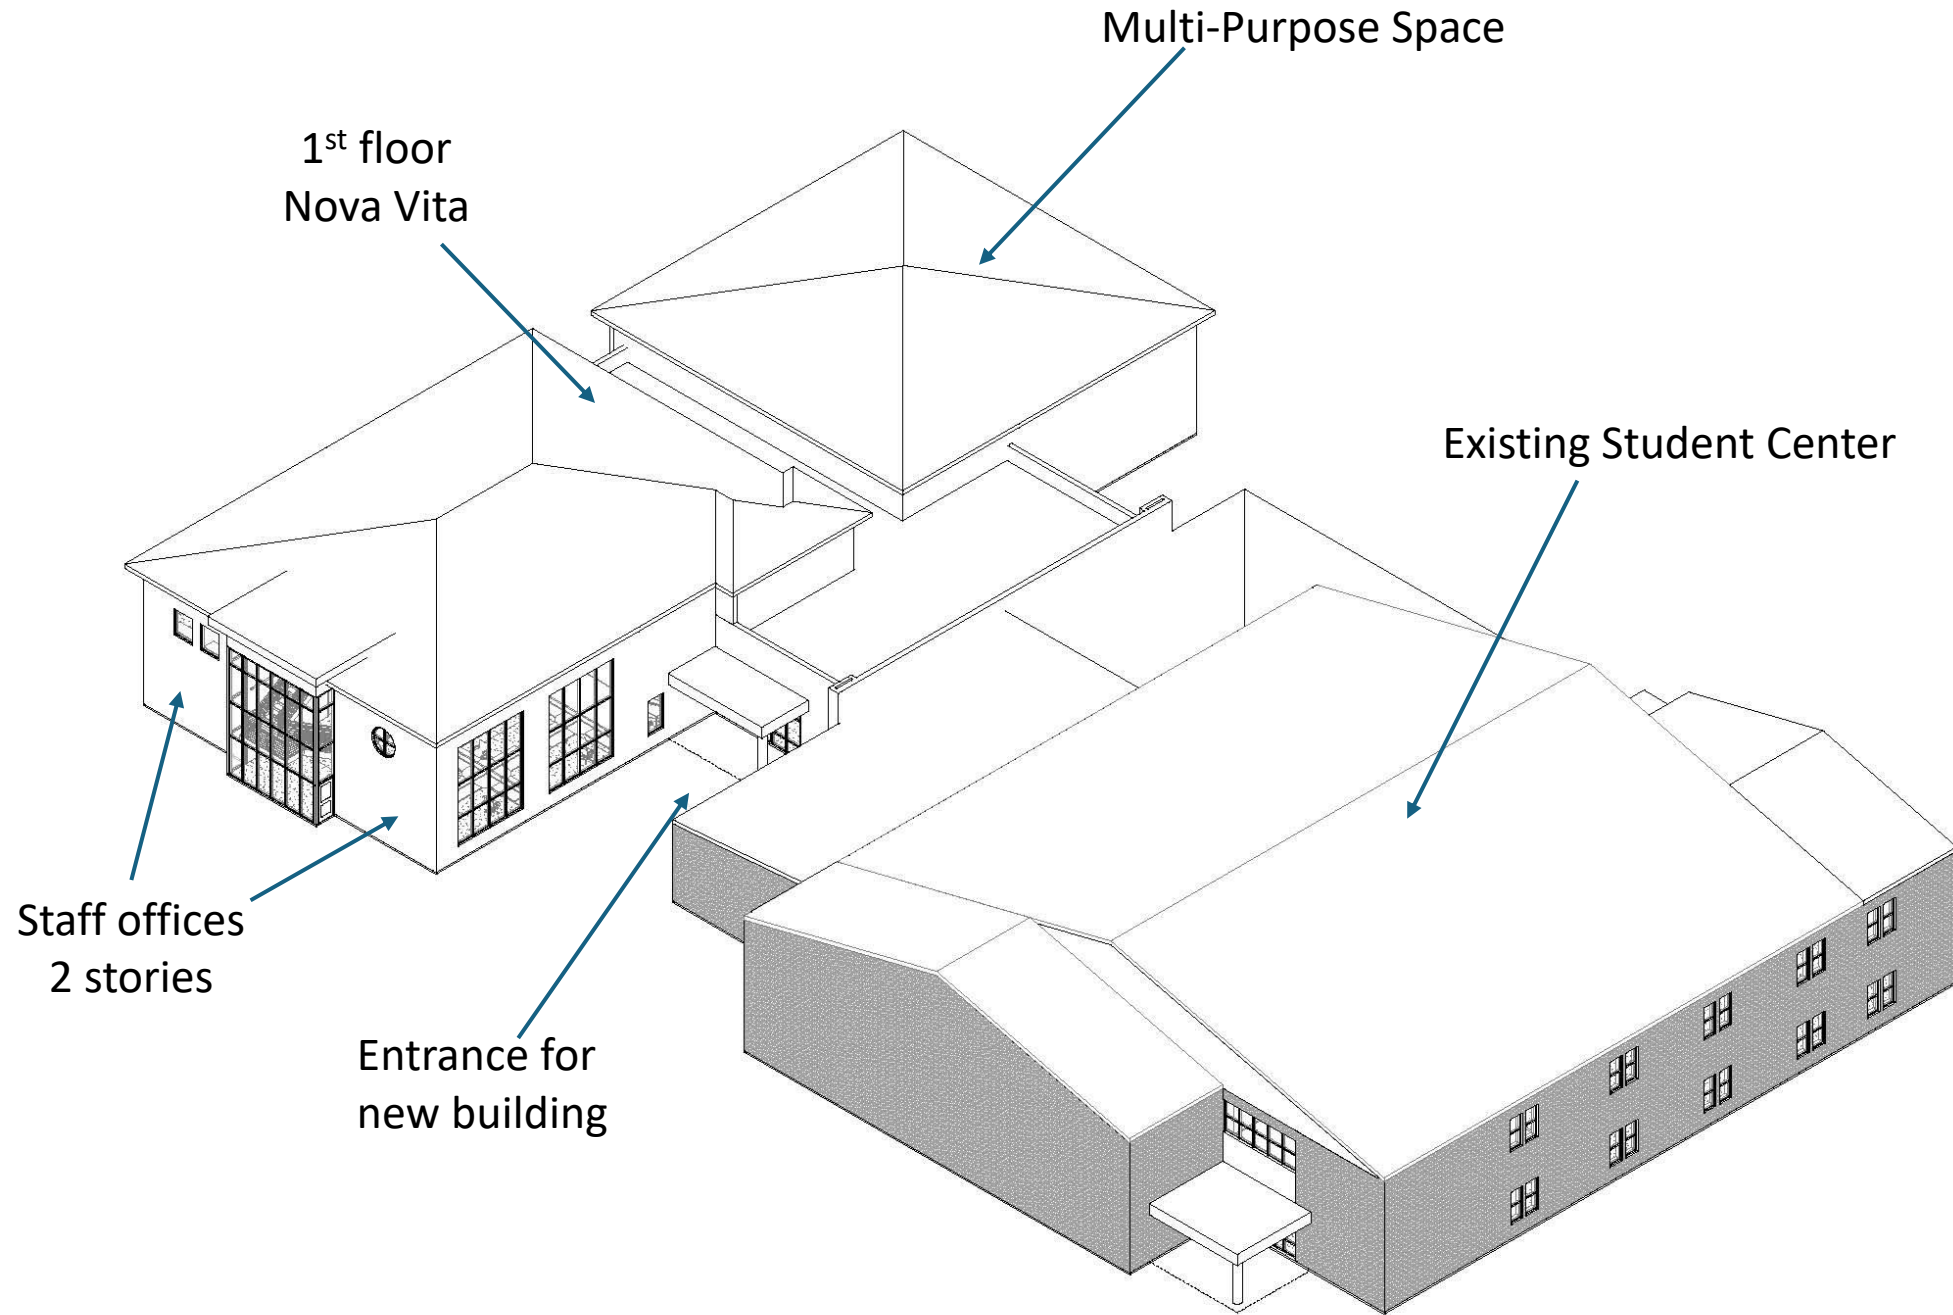 Multi-Purpose Space
1st floor
Nova Vita
Existing Student Center
Staff offices
2 stories
Entrance for
new building